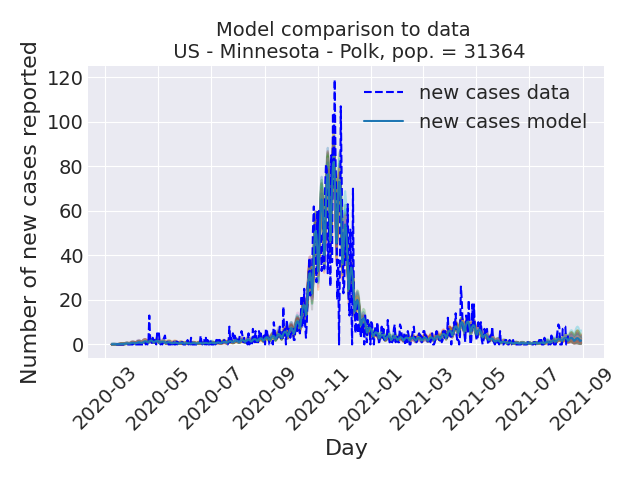 Model comparison to data
US - Minnesota - Polk, pop. = 31364
Number of new cases reported
120
100
80
60
40
20
0
new cases data
new cases model
2020-03
2020-05
2020-07
2020-09
2020-11
2021-01
2021-03
2021-05
2021-07
2021-09
Day